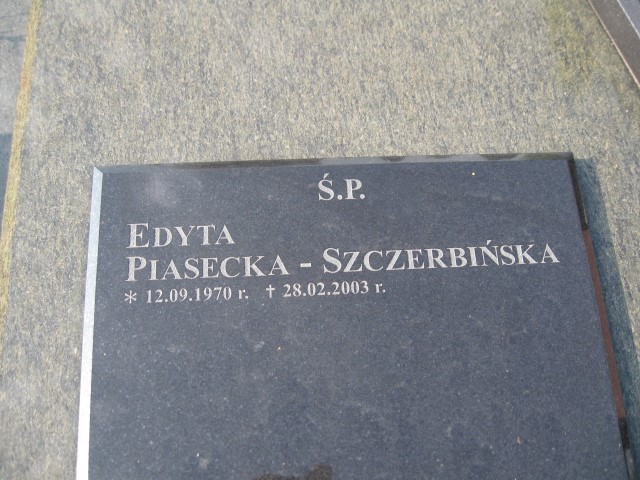 Ś.P.
EDYTA
PIASECKA - SZCZERBIŃSKA
* 12.09.1970 r. † 28.02.2003 r.